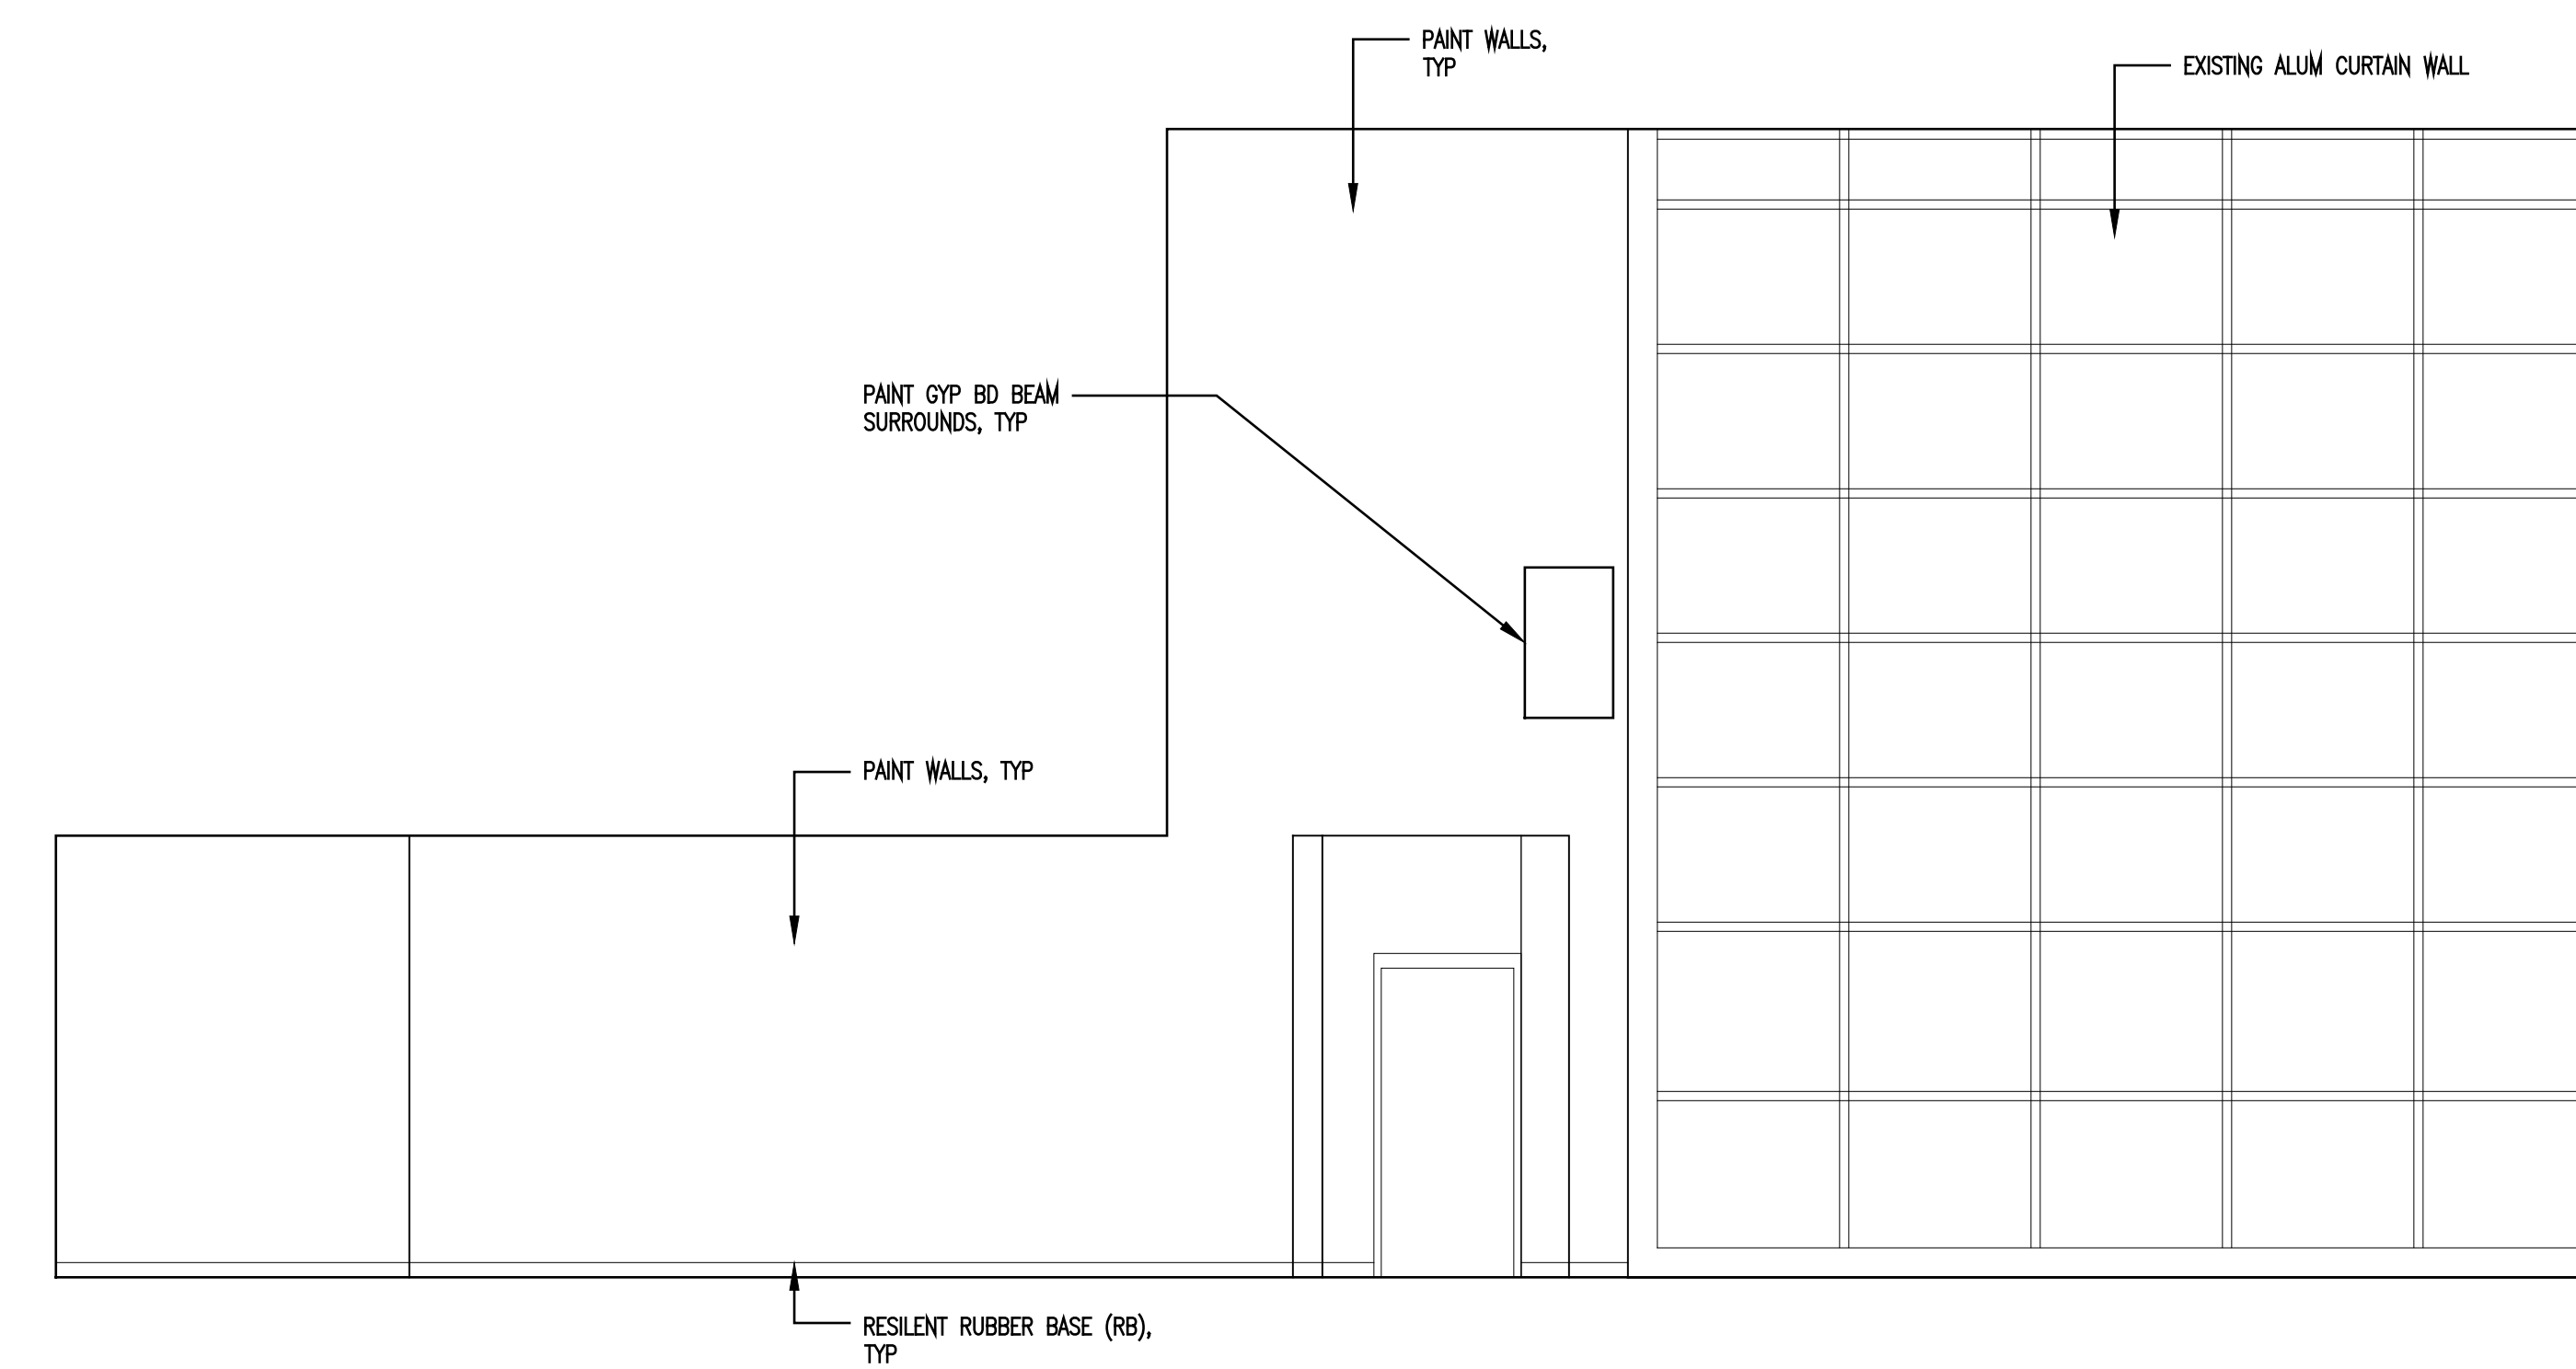 PAINT WALLS,
TYP
EXISTING ALUM CURTAIN WALL
PAINT GYP BD BEAM
SURROUNDS, TYP
PAINT WALLS, TYP
RESILENT RUBBER BASE (RB),
TYP